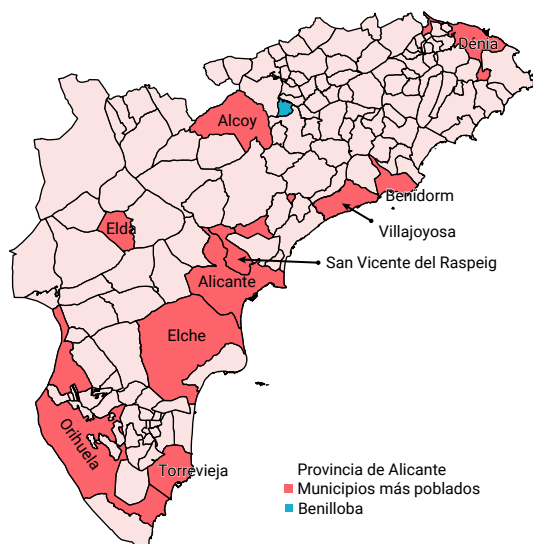 Dénia
Alcoy
Benidorm
Elda
Villajoyosa
San Vicente del Raspeig
Alicante
Elche
Orihuela
Torrevieja
Provincia de Alicante
Municipios más poblados
Benilloba